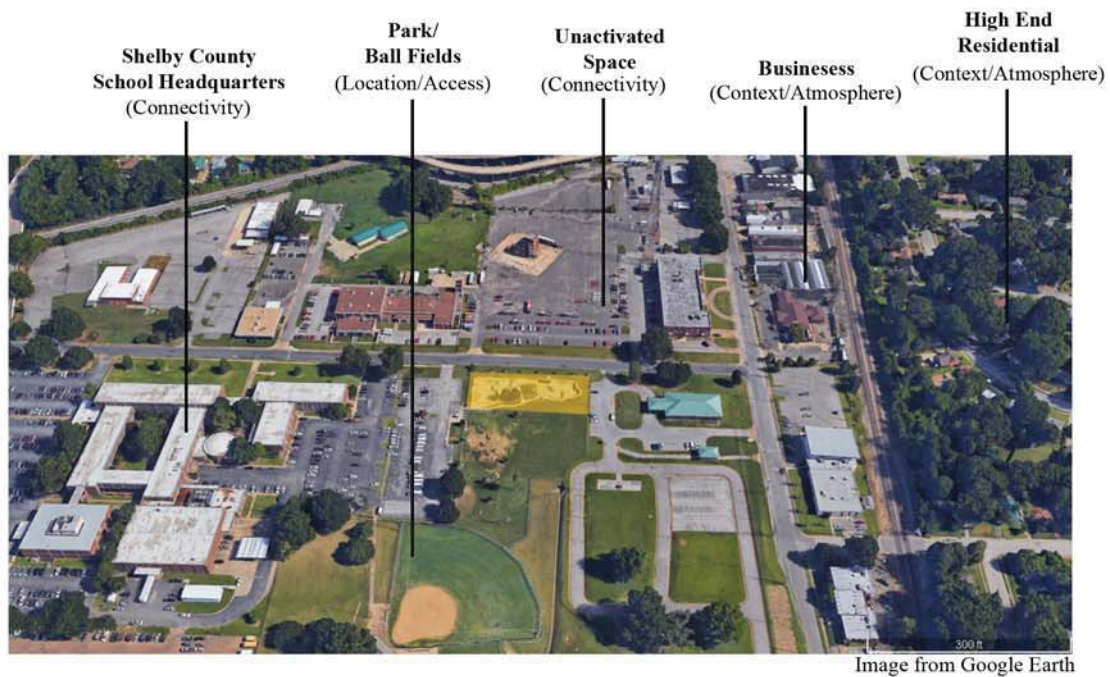 Shelby County
School Headquarters
(Connectivity)
Park/
Ball Fields
(Location/Access)
Unactivated
Space
(Connectivity)
Businesess
(Context/Atmosphere)
High End
Residential
(Context/Atmosphere)
300 ft
Image from Google Earth